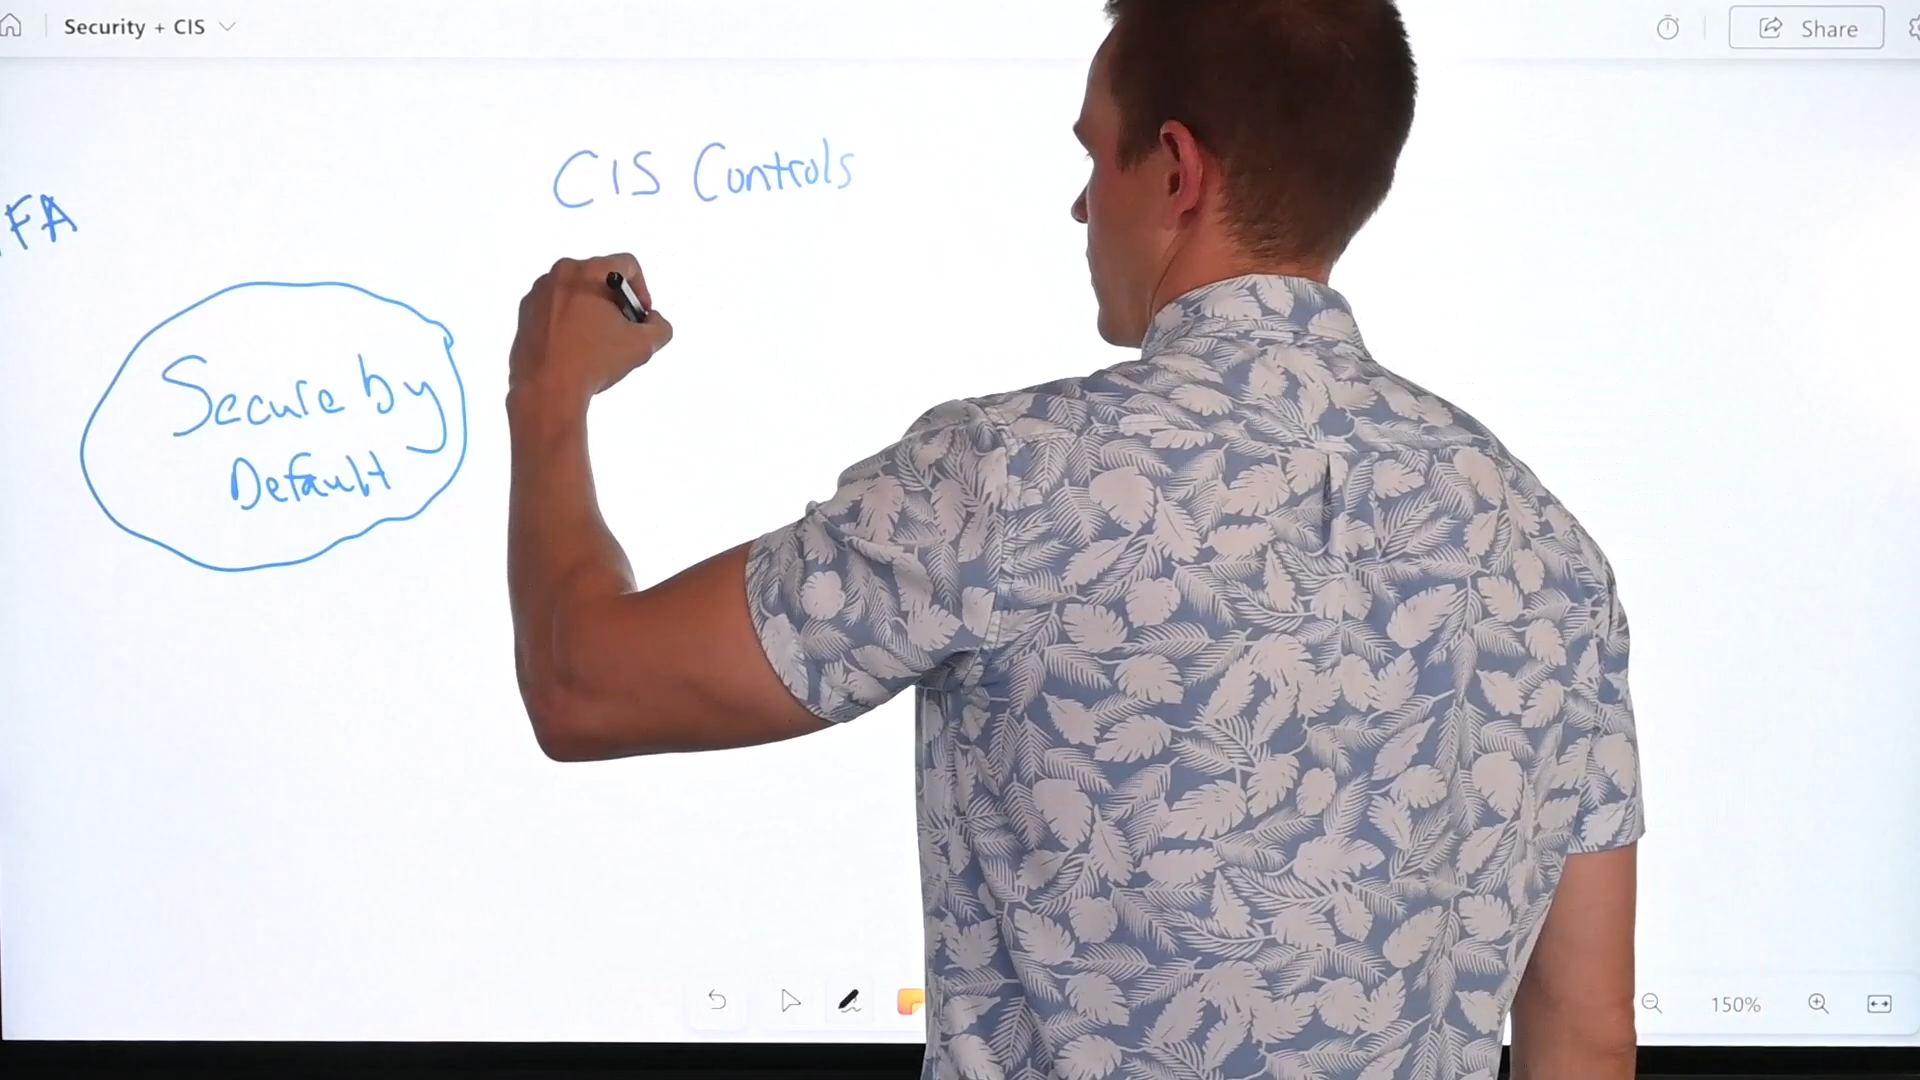 Security + CIS
Share
CIS Controls
FA
Secure by
Default
150%